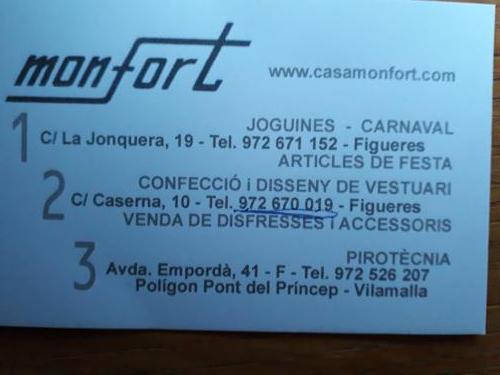 monfort
www.casamonfort.com
1
JOGUINES - CARNAVAL
C/ La Jonquera, 19 - Tel. 972 671 152 - Figueres
ARTICLES DE FESTA
2
CONFECCIÓ i DISSENY DE VESTUARI
C/ Caserna, 10 - Tel. 972 670 019 - Figueres
VENDA DE DISFRESSES i ACCESSORIS
3
PIROTÈCNIA
Avda. Empordà, 41 - F - Tel. 972 526 207
Polígon Pont del Príncep - Vilamalla